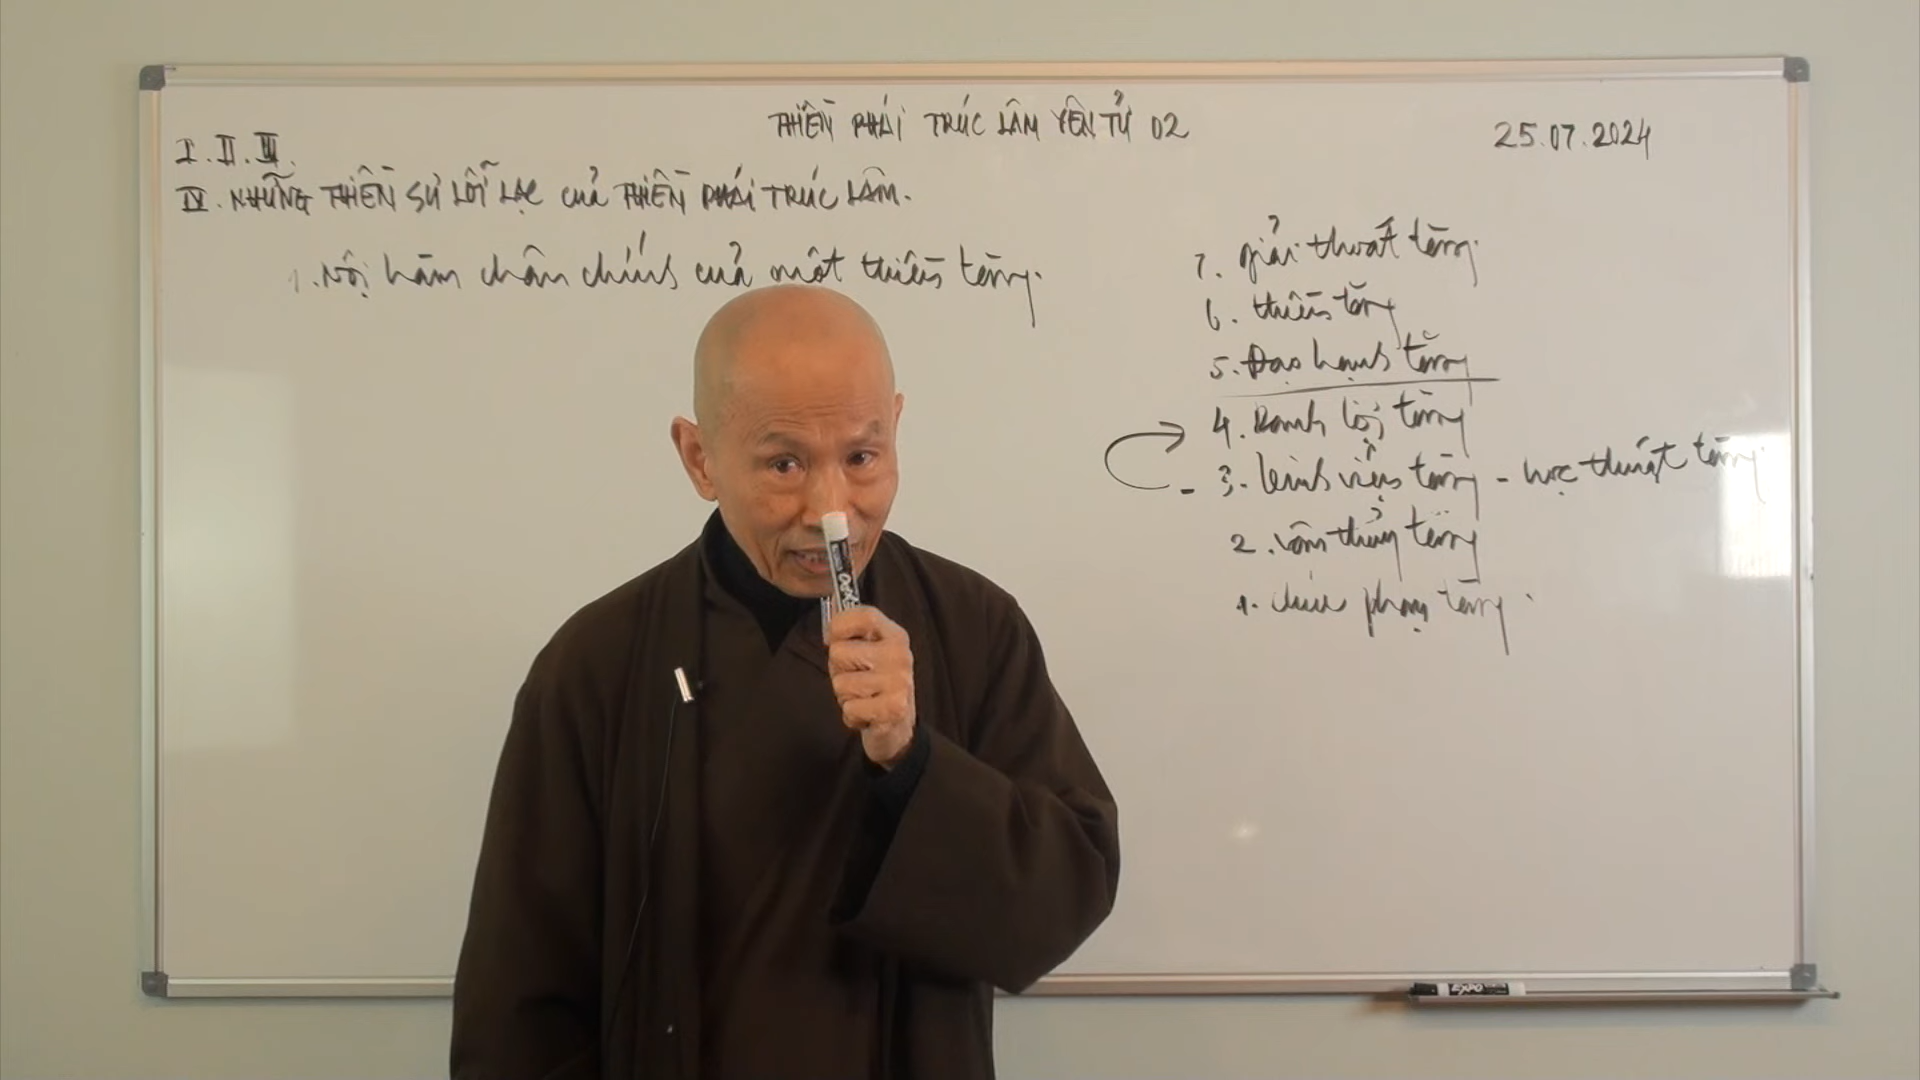 THIỀN PHÁI TRÚC LÂM YÊN TỬ 02
25.07.2024
I. II. III.
IV. NHỮNG THIỀN SƯ LỖI LẠC của THIỀN PHÁI TRÚC LÂM.
1. Nội hàm chân chính của một thiền tăng.
7. giải thoát tăng.
6. thiền tăng
5. Đạo hạnh tăng
4. Danh lợi tăng
- 3. kinh viện tăng - học thuật tăng
2. vân thủy tăng
1. chúc phạn tăng.
EXPO